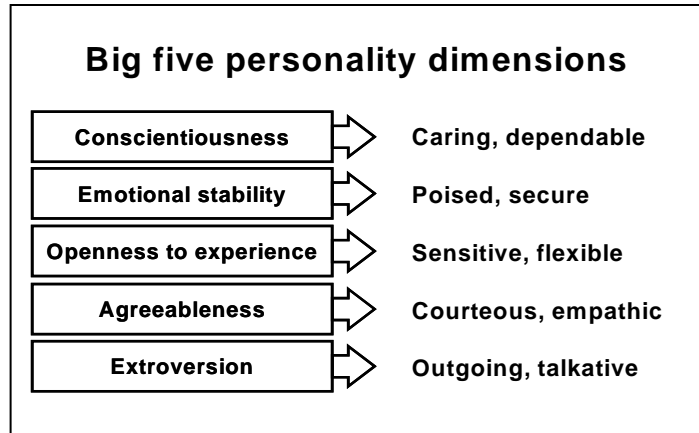 Big five personality dimensions
Conscientiousness Caring, dependable
Emotional stability Poised, secure
Openness to experience Sensitive, flexible
Agreeableness Courteous, empathic
Extroversion Outgoing, talkative